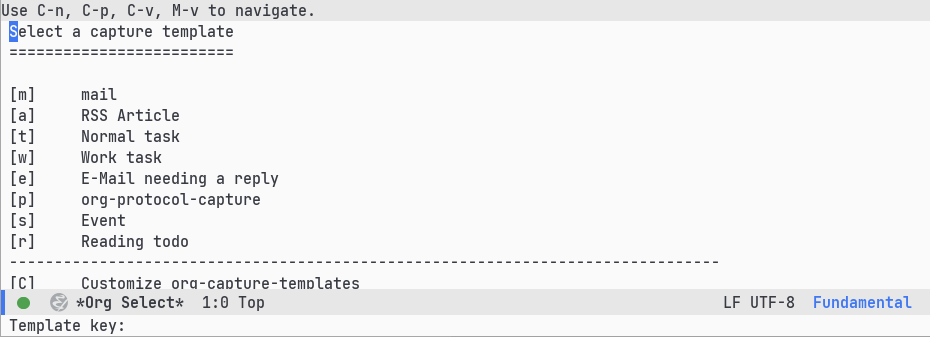 Use C-n, C-p, C-v, M-v to navigate.
Select a capture template
=========================
[m]     mail
[a]     RSS Article
[t]     Normal task
[w]     Work task
[e]     E-Mail needing a reply
[p]     org-protocol-capture
[s]     Event
[r]     Reading todo
-------------------------------------------------------------------------------
[C]     Customize org-capture-templates
*Org Select*  1:0 Top     LF UTF-8  Fundamental
Template key: